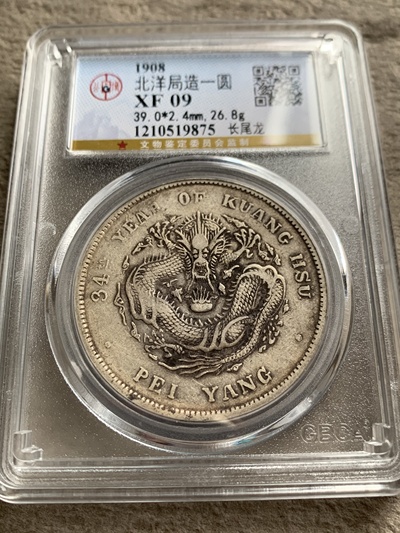 1908
北洋局造一圆
XF 09
39.0*2.4mm,26.8g
1210519875 长尾龙
★文物鉴定委员会监制
34TH YEAR OF KUANG HSU
PEI YANG
GBCA